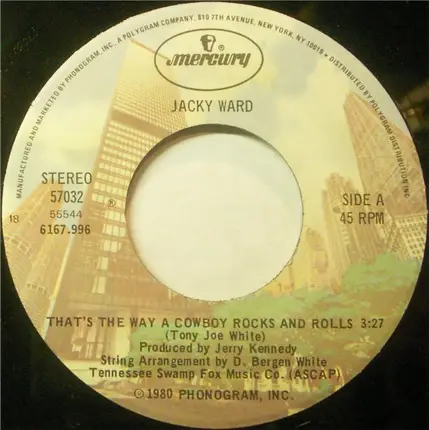 MANUFACTURED AND MARKETED BY PHONOGRAM, INC., A POLYGRAM COMPANY, 810 7TH AVENUE, NEW YORK, N.Y. 10019 • DISTRIBUTED BY POLYGRAM DISTRIBUTION, INC.
mercury
JACKY WARD
STEREO
57032
55544
6167.996
®
18
SIDE A
45 RPM
THAT'S THE WAY A COWBOY ROCKS AND ROLLS 3:27
(Tony Joe White)
Produced by Jerry Kennedy
String Arrangement by D. Bergen White
Tennessee Swamp Fox Music Co. (ASCAP)
℗1980 PHONOGRAM, INC.